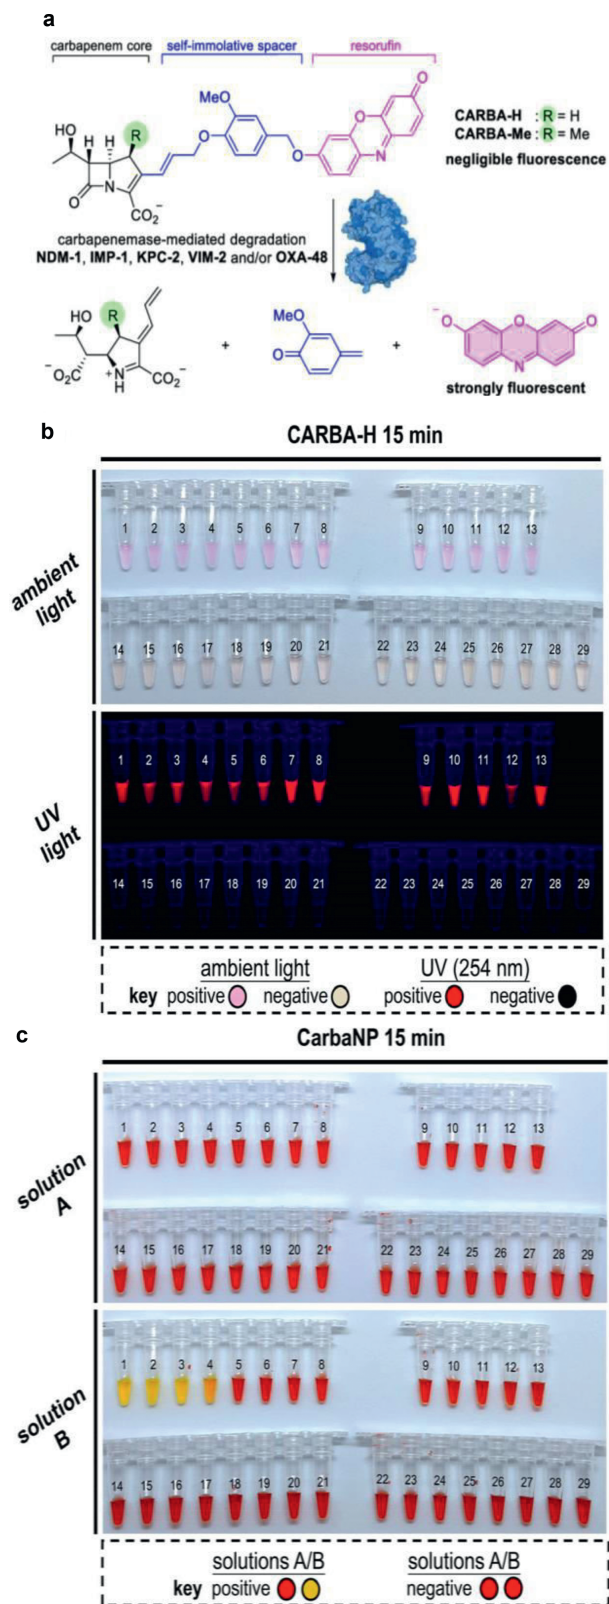 a
carbapenem core self-immolative spacer resorufin
MeO O O
HO H H R O O N
N O
O CO₂⁻
CARBA-H : R = H
CARBA-Me : R = Me
negligible fluorescence
carbapenemase-mediated degradation
NDM-1, IMP-1, KPC-2, VIM-2 and/or OXA-48
HO R + MeO + ⁻O O O
⁻O₂C ⁺N H CO₂⁻ O N
strongly fluorescent
b
CARBA-H 15 min
ambient light
1 2 3 4 5 6 7 8 9 10 11 12 13
14 15 16 17 18 19 20 21 22 23 24 25 26 27 28 29
UV light
1 2 3 4 5 6 7 8 9 10 11 12 13
14 15 16 17 18 19 20 21 22 23 24 25 26 27 28 29
ambient light UV (254 nm)
key positive negative positive negative
c
CarbaNP 15 min
solution A
1 2 3 4 5 6 7 8 9 10 11 12 13
14 15 16 17 18 19 20 21 22 23 24 25 26 27 28 29
solution B
1 2 3 4 5 6 7 8 9 10 11 12 13
14 15 16 17 18 19 20 21 22 23 24 25 26 27 28 29
solutions A/B solutions A/B
key positive negative